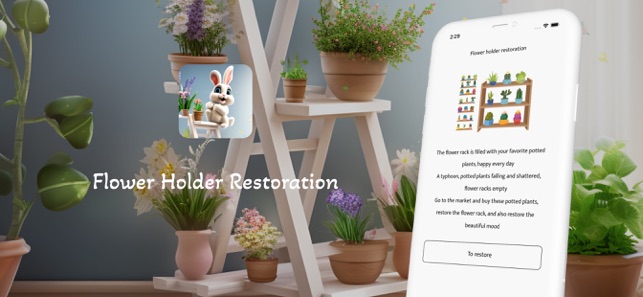 Flower Holder Restoration
2:29
Flower holder restoration
The flower rack is filled with your favorite potted
plants,happy every day
A typhoon, potted plants falling and shattered,
flower racks empty
Go to the market and buy these potted plants,
restore the flower rack, and also restore the
beautiful mood
To restore